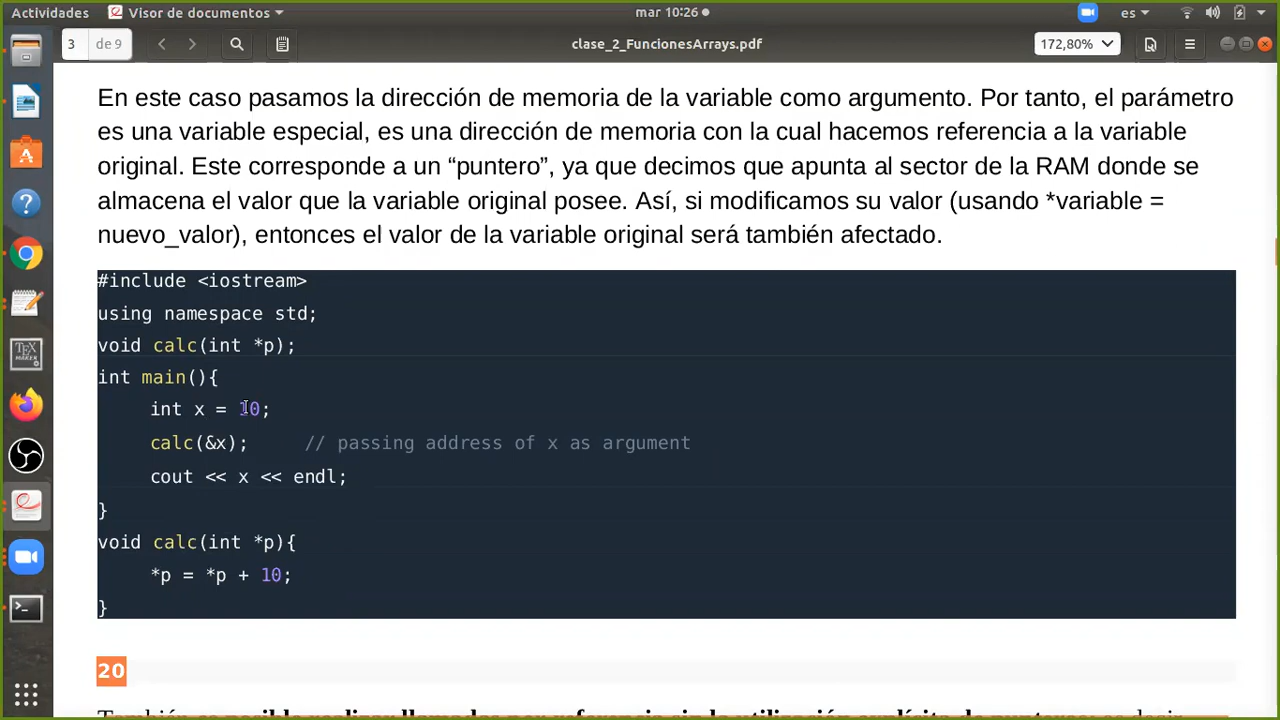 Actividades Visor de documentos mar 10:26 es
3 de 9 clase_2_FuncionesArrays.pdf 172,80%
En este caso pasamos la dirección de memoria de la variable como argumento. Por tanto, el parámetro
es una variable especial, es una dirección de memoria con la cual hacemos referencia a la variable
original. Este corresponde a un “puntero”, ya que decimos que apunta al sector de la RAM donde se
almacena el valor que la variable original posee. Así, si modificamos su valor (usando *variable =
nuevo_valor), entonces el valor de la variable original será también afectado.
#include <iostream>
using namespace std;
void calc(int *p);
int main(){
int x = 10;
calc(&x); // passing address of x as argument
cout << x << endl;
}
void calc(int *p){
*p = *p + 10;
}
20